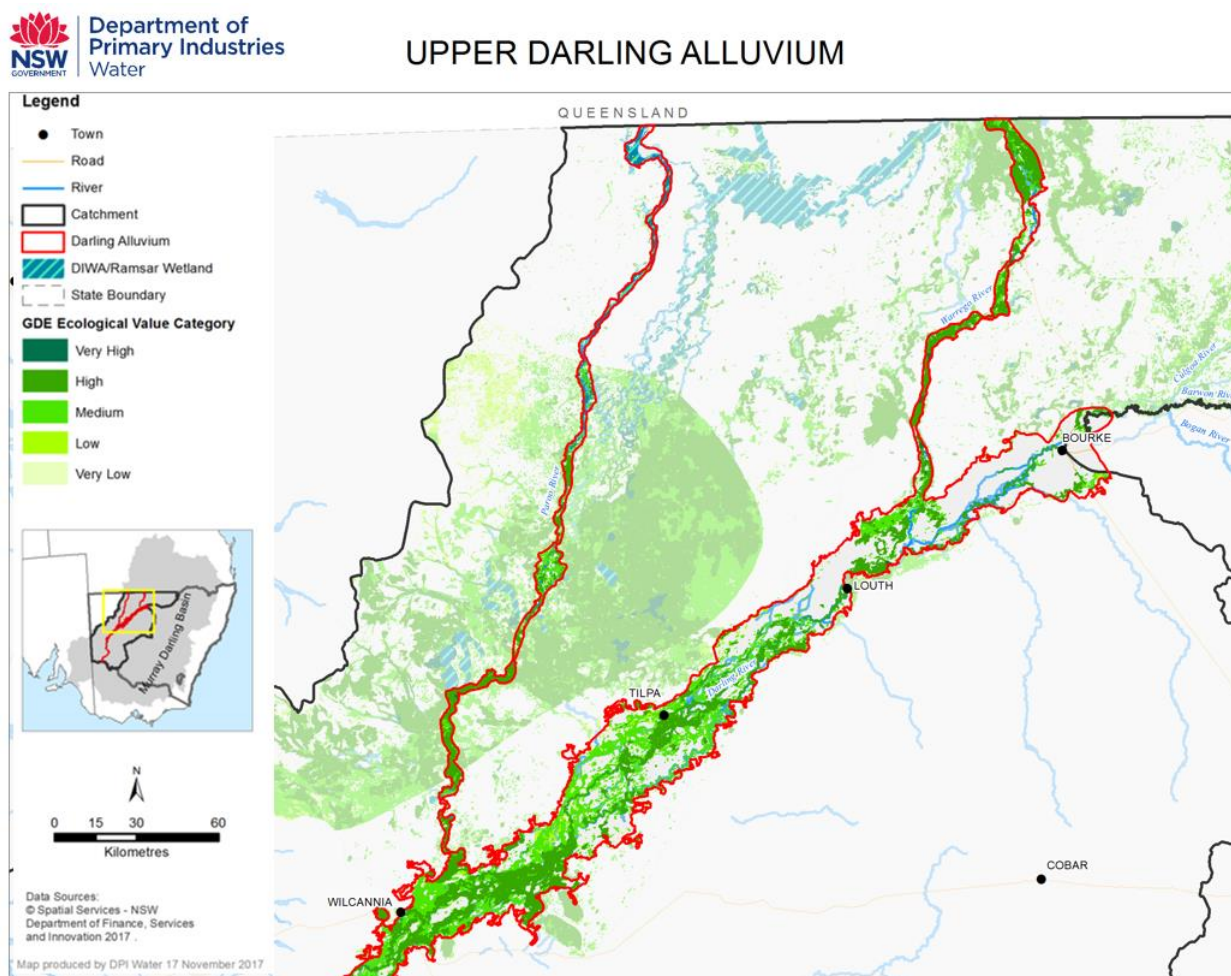 Department of
Primary Industries
Water
NSW
GOVERNMENT
UPPER DARLING ALLUVIUM
Legend
Town
Road
River
Catchment
Darling Alluvium
DIWA/Ramsar Wetland
State Boundary
GDE Ecological Value Category
Very High
High
Medium
Low
Very Low
Murray Darling Basin
N
0 15 30 60
Kilometres
Data Sources:
© Spatial Services - NSW
Department of Finance, Services
and Innovation 2017 .
Map produced by DPI Water 17 November 2017
QUEENSLAND
Warrego River
Culgoa River
Barwon River
Bogan River
BOURKE
Paroo River
LOUTH
Darling River
TILPA
COBAR
WILCANNIA